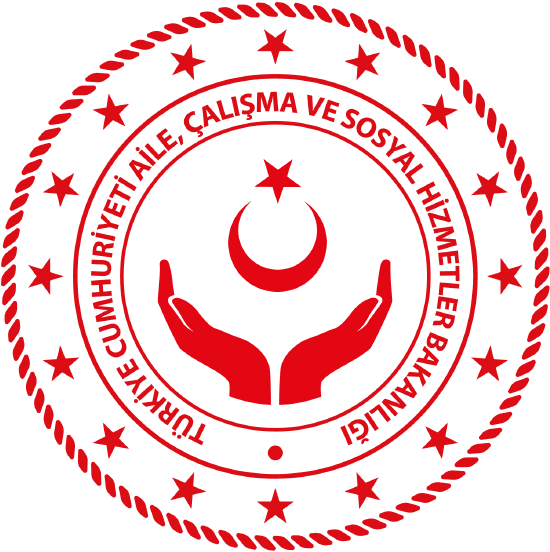 TÜRKİYE CUMHURİYETİ AİLE, ÇALIŞMA VE SOSYAL HİZMETLER BAKANLIĞI